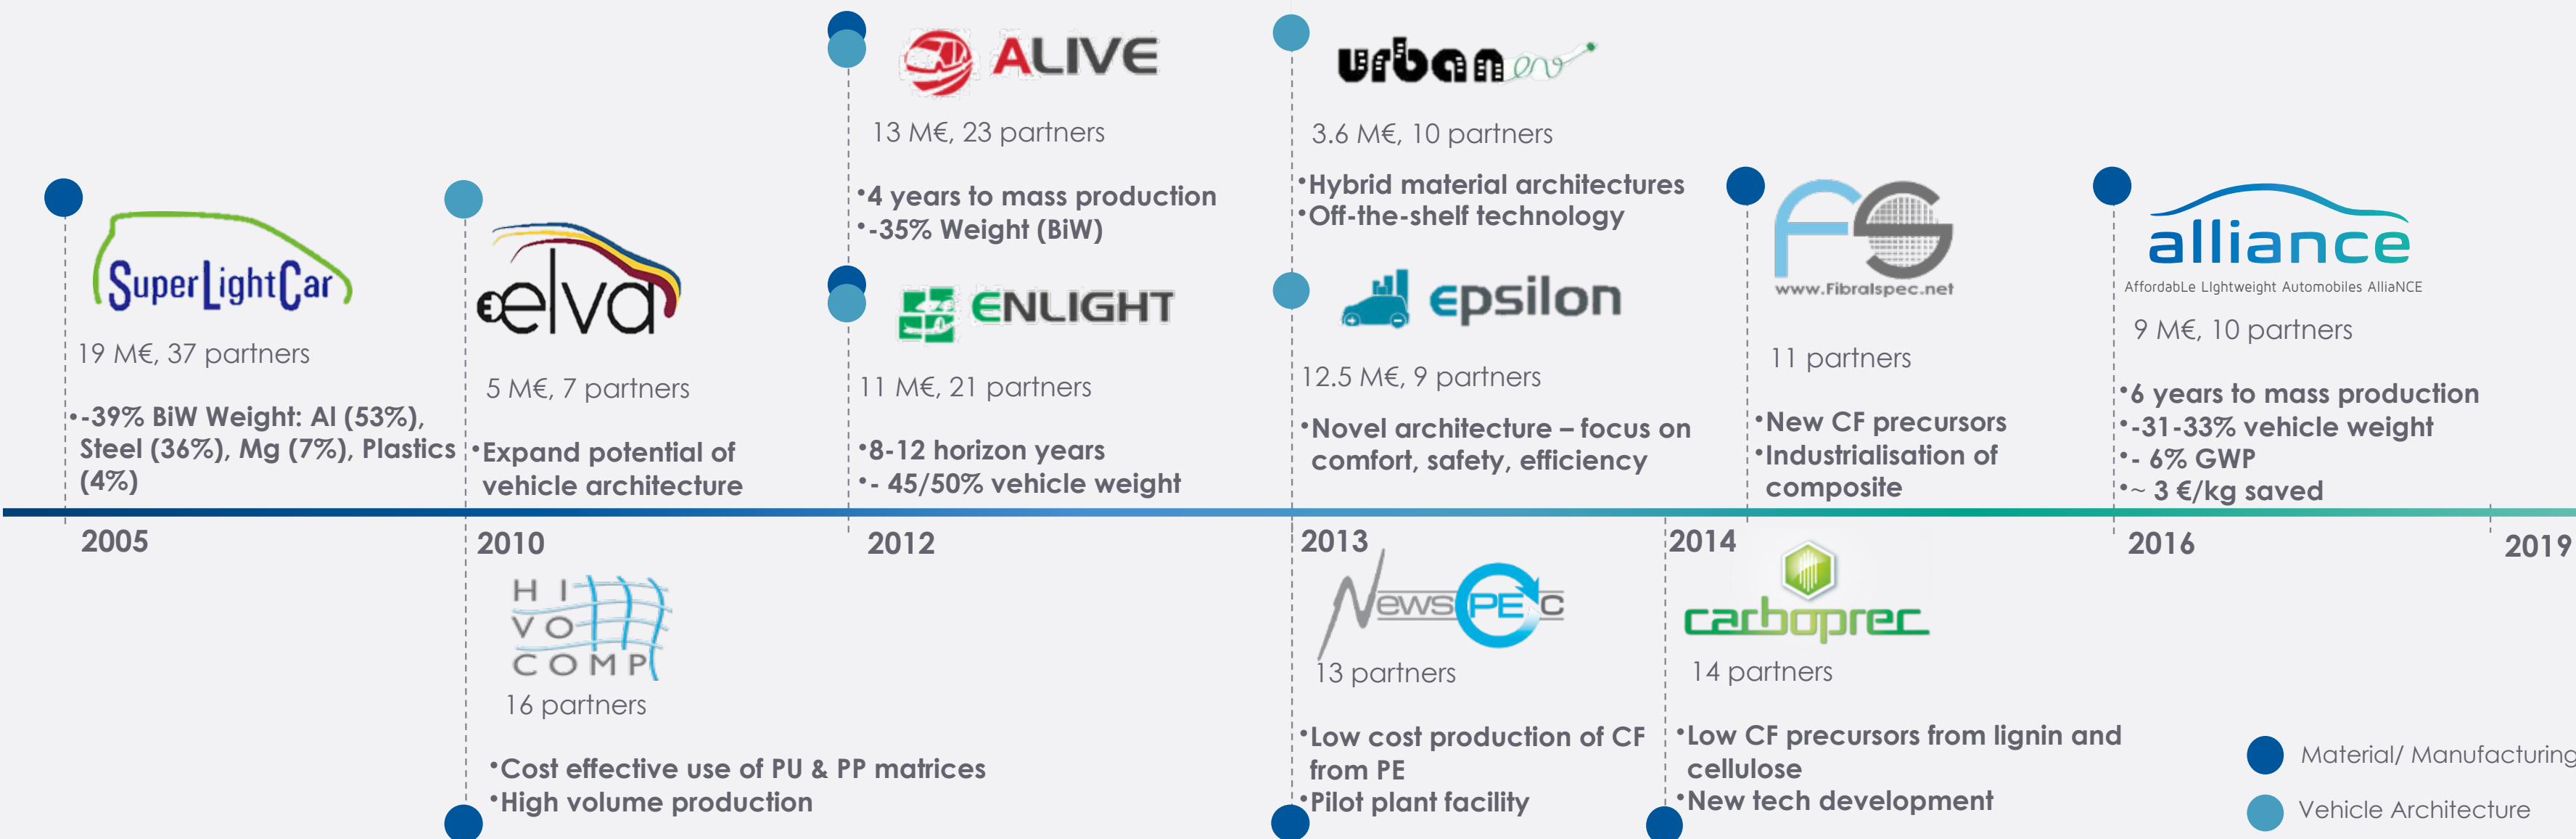 ALIVE
13 M€, 23 partners
•4 years to mass production
•-35% Weight (BiW)
urban ev
3.6 M€, 10 partners
•Hybrid material architectures
•Off-the-shelf technology
SuperLightCar
19 M€, 37 partners
•-39% BiW Weight: Al (53%),
Steel (36%), Mg (7%), Plastics
(4%)
elva
5 M€, 7 partners
•Expand potential of
vehicle architecture
ENLIGHT
11 M€, 21 partners
•8-12 horizon years
•- 45/50% vehicle weight
epsilon
12.5 M€, 9 partners
•Novel architecture – focus on
comfort, safety, efficiency
FS
www.Fibralspec.net
11 partners
•New CF precursors
•Industrialisation of
composite
alliance
AffordabLe LIghtweight Automobiles AlliaNCE
9 M€, 10 partners
•6 years to mass production
•-31-33% vehicle weight
•- 6% GWP
•~ 3 €/kg saved
2005
2010
2012
2013
2014
2016
2019
HI
VO
COMP
16 partners
•Cost effective use of PU & PP matrices
•High volume production
NEWSPEC
13 partners
•Low cost production of CF
from PE
•Pilot plant facility
carboprec
14 partners
•Low CF precursors from lignin and
cellulose
•New tech development
Material/ Manufacturing
Vehicle Architecture